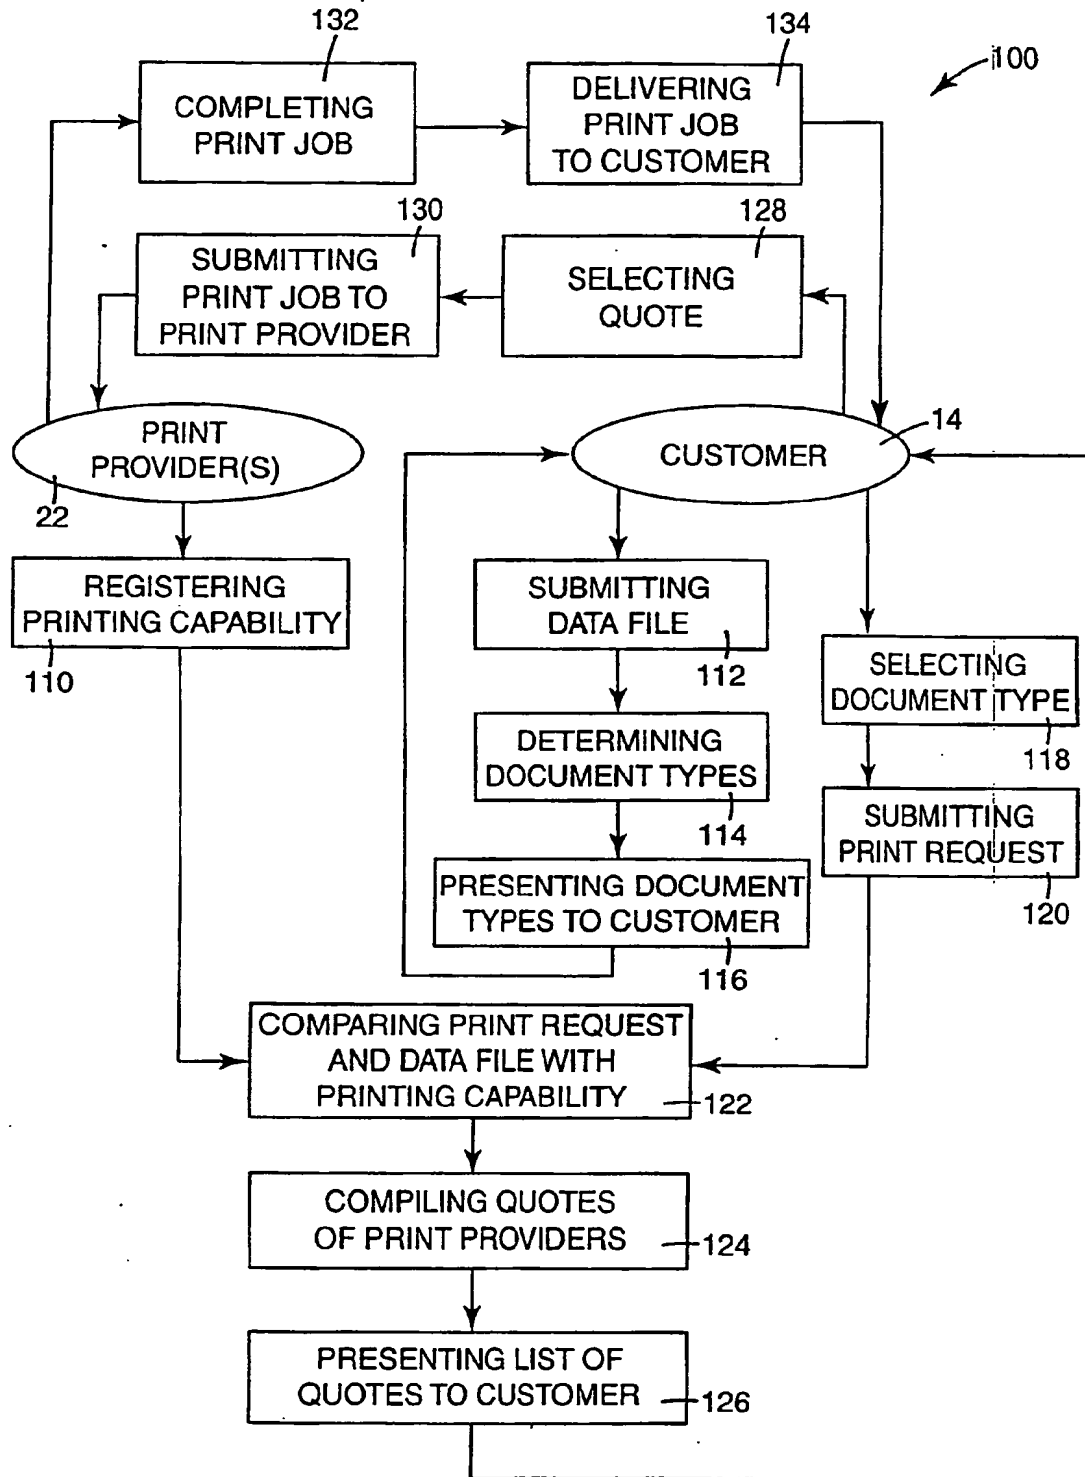 132
134
100
COMPLETING
PRINT JOB
DELIVERING
PRINT JOB
TO CUSTOMER
130
128
SUBMITTING
PRINT JOB TO
PRINT PROVIDER
SELECTING
QUOTE
PRINT
PROVIDER(S)
22
CUSTOMER
14
REGISTERING
PRINTING CAPABILITY
110
SUBMITTING
DATA FILE
112
SELECTING
DOCUMENT TYPE
118
DETERMINING
DOCUMENT TYPES
114
SUBMITTING
PRINT REQUEST
120
PRESENTING DOCUMENT
TYPES TO CUSTOMER
116
COMPARING PRINT REQUEST
AND DATA FILE WITH
PRINTING CAPABILITY
122
COMPILING QUOTES
OF PRINT PROVIDERS
124
PRESENTING LIST OF
QUOTES TO CUSTOMER
126